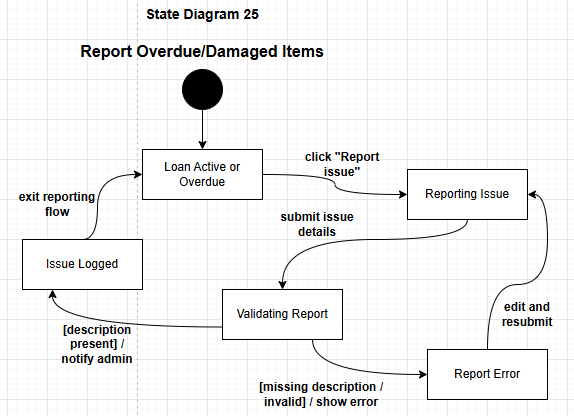 State Diagram 25
Report Overdue/Damaged Items
Loan Active or
Overdue
click "Report
issue"
Reporting Issue
exit reporting
flow
submit issue
details
Issue Logged
Validating Report
edit and
resubmit
[description
present] /
notify admin
Report Error
[missing description /
invalid] / show error